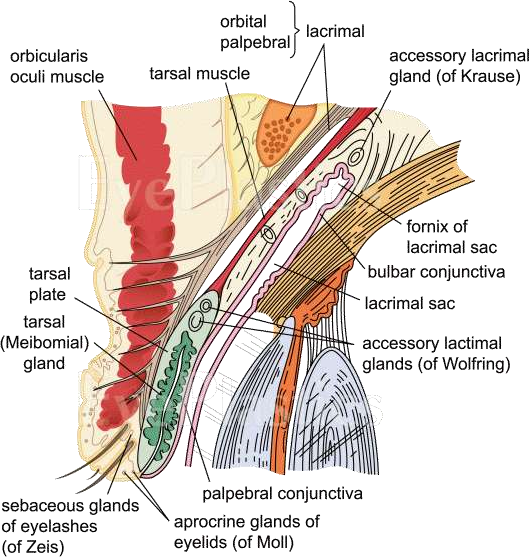 orbital
palpebral
lacrimal
orbicularis
oculi muscle
tarsal muscle
accessory lacrimal
gland (of Krause)
fornix of
lacrimal sac
bulbar conjunctiva
lacrimal sac
tarsal
plate
tarsal
(Meibomial)
gland
accessory lactimal
glands (of Wolfring)
palpebral conjunctiva
sebaceous glands
of eyelashes
(of Zeis)
aprocrine glands of
eyelids (of Moll)